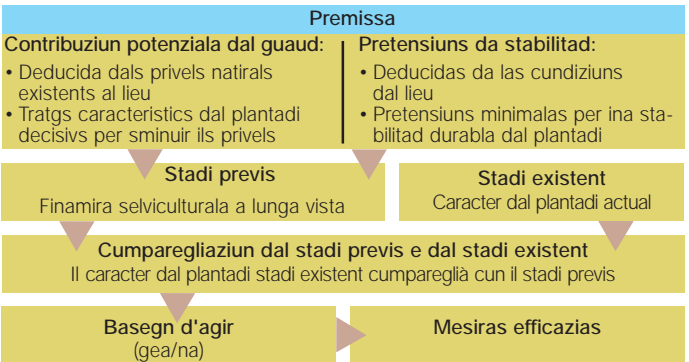 Premissa
Contribuziun potenziala dal guaud:
• Deducida dals privels natirals
existents al lieu
• Tratgs characteristics dal plantadi
decisivs per sminuir ils privels
Pretensiuns da stabilitad:
• Deducidas da las cundiziuns
dal lieu
• Pretensiuns minimalas per ina sta-
bilitad durabla dal plantadi
Stadi previs
Finamira selviculturala a lunga vista
Stadi existent
Caracter dal plantadi actual
Cumparegliaziun dal stadi previs e dal stadi existent
Il caracter dal plantadi stadi existent cumpareglià cun il stadi previs
Basegn d'agir
(gea/na)
Mesiras efficazias